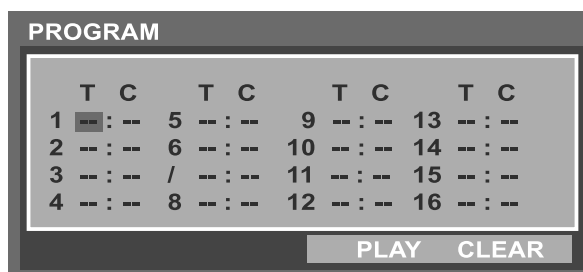 PROGRAM
T C T C T C T C
1 --:-- 5 --:-- 9 --:-- 13 --:--
2 --:-- 6 --:-- 10 --:-- 14 --:--
3 --:-- / --:-- 11 --:-- 15 --:--
4 --:-- 8 --:-- 12 --:-- 16 --:--
PLAY CLEAR